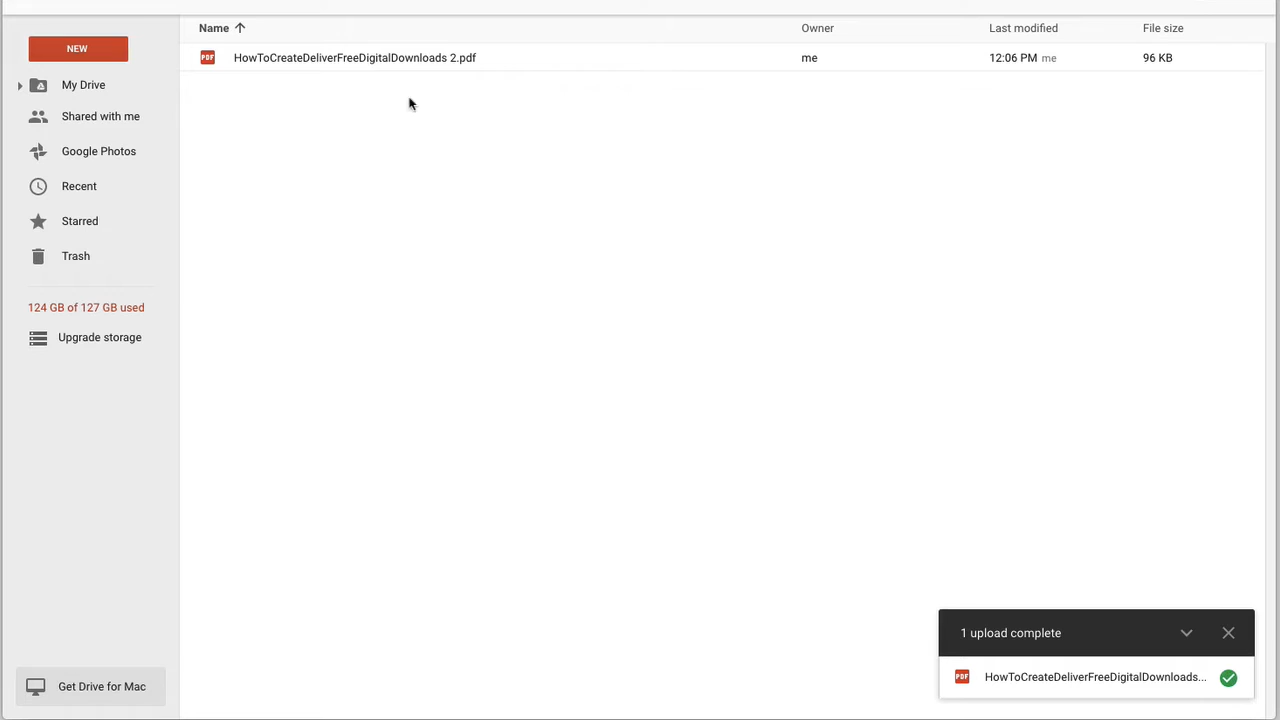 Name
Owner
Last modified
File size
NEW
PDF
HowToCreateDeliverFreeDigitalDownloads 2.pdf
me
12:06 PM me
96 KB
My Drive
Shared with me
Google Photos
Recent
Starred
Trash
124 GB of 127 GB used
Upgrade storage
1 upload complete
PDF
HowToCreateDeliverFreeDigitalDownloads...
Get Drive for Mac